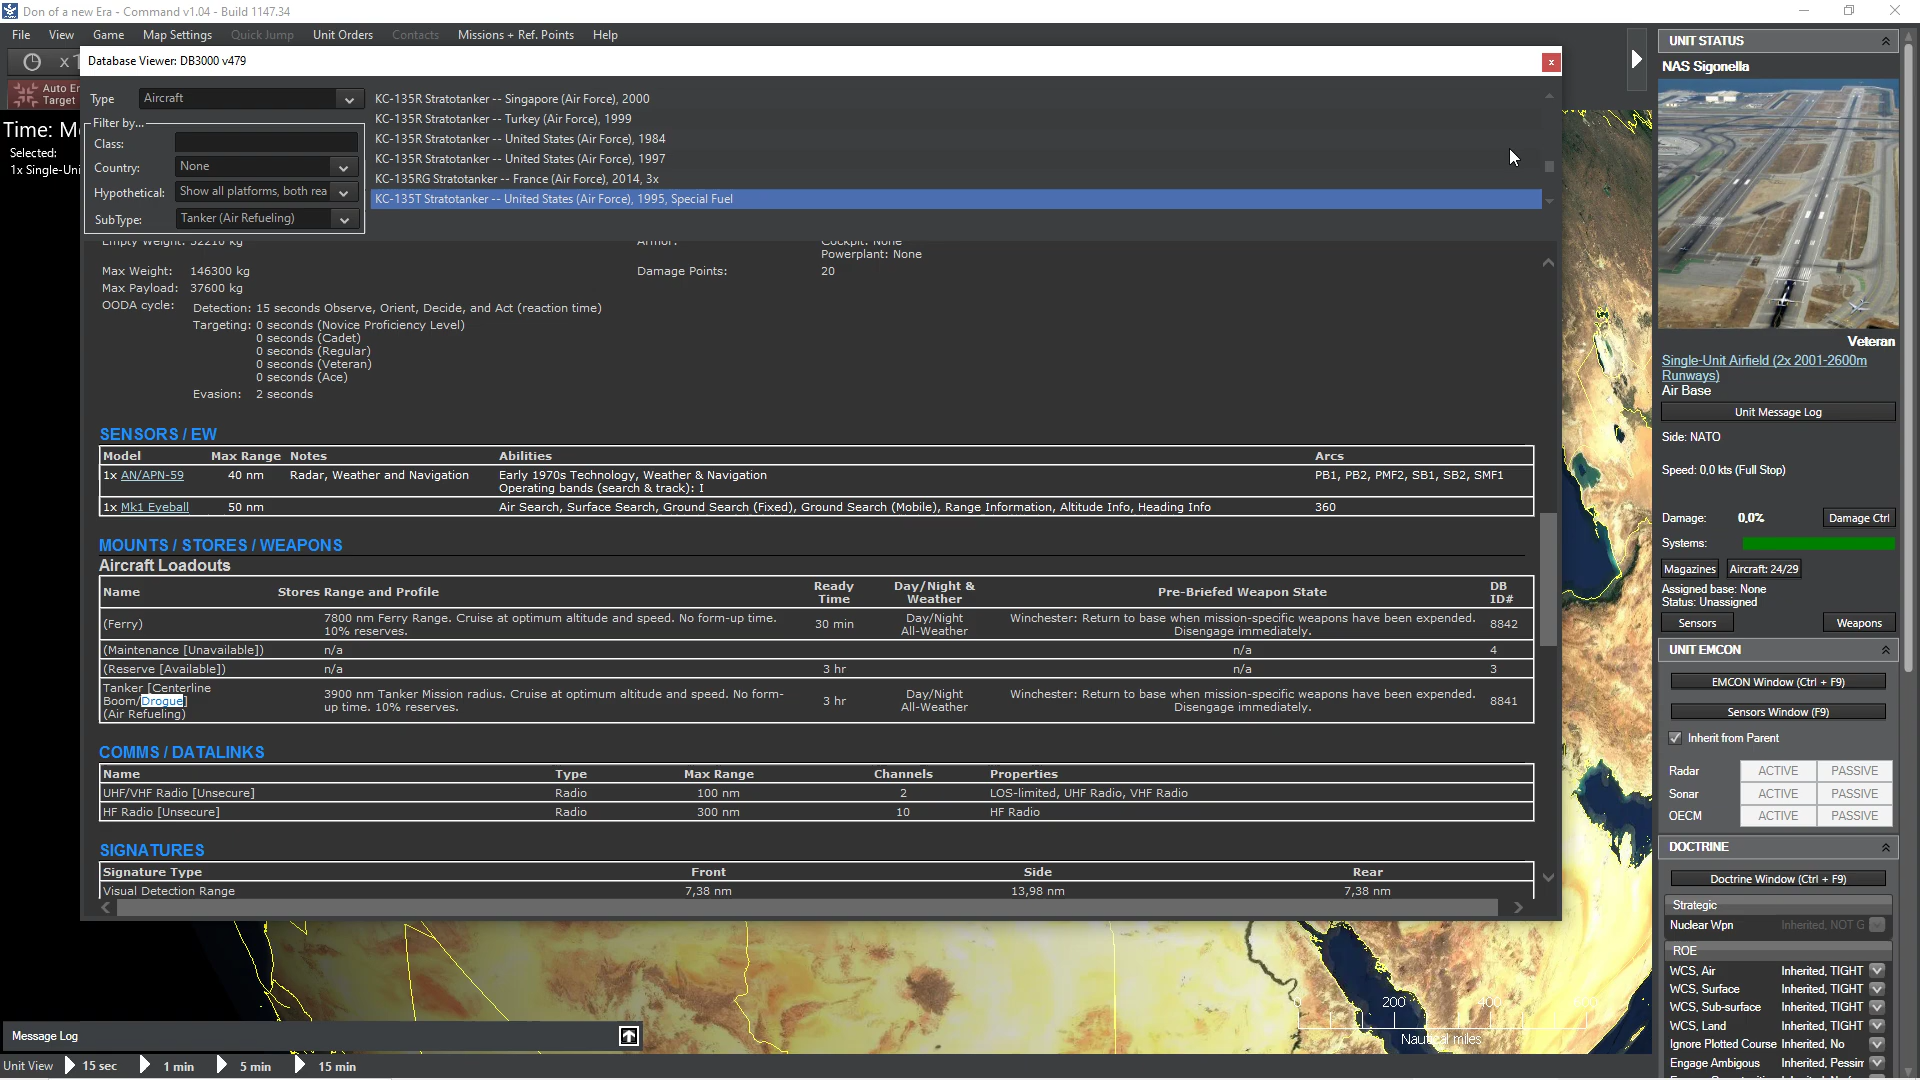 Don of a new Era - Command v1.04 - Build 1147.34
File View Game Map Settings Quick Jump Unit Orders Contacts Missions + Ref. Points Help
Database Viewer: DB3000 v479
Auto En
Target
Time: M
Selected:
1x Single-Uni
Type Aircraft
Filter by...
Class:
Country: None
Hypothetical: Show all platforms, both rea
SubType: Tanker (Air Refueling)
KC-135R Stratotanker -- Singapore (Air Force), 2000
KC-135R Stratotanker -- Turkey (Air Force), 1999
KC-135R Stratotanker -- United States (Air Force), 1984
KC-135R Stratotanker -- United States (Air Force), 1997
KC-135RG Stratotanker -- France (Air Force), 2014, 3x
KC-135T Stratotanker -- United States (Air Force), 1995, Special Fuel
Empty Weight: 52210 kg Armor: Cockpit: None
Powerplant: None
Max Weight: 146300 kg Damage Points: 20
Max Payload: 37600 kg
OODA cycle: Detection: 15 seconds Observe, Orient, Decide, and Act (reaction time)
Targeting: 0 seconds (Novice Proficiency Level)
0 seconds (Cadet)
0 seconds (Regular)
0 seconds (Veteran)
0 seconds (Ace)
Evasion: 2 seconds
SENSORS / EW
Model Max Range Notes Abilities Arcs
1x AN/APN-59 40 nm Radar, Weather and Navigation Early 1970s Technology, Weather & Navigation PB1, PB2, PMF2, SB1, SB2, SMF1
Operating bands (search & track): I
1x Mk1 Eyeball 50 nm Air Search, Surface Search, Ground Search (Fixed), Ground Search (Mobile), Range Information, Altitude Info, Heading Info 360
MOUNTS / STORES / WEAPONS
Aircraft Loadouts
Name Stores Range and Profile Ready Time Day/Night & Weather Pre-Briefed Weapon State DB ID#
(Ferry) 7800 nm Ferry Range. Cruise at optimum altitude and speed. No form-up time. 10% reserves. 30 min Day/Night All-Weather Winchester: Return to base when mission-specific weapons have been expended. Disengage immediately. 8842
(Maintenance [Unavailable]) n/a n/a 4
(Reserve [Available]) n/a 3 hr n/a 3
Tanker [Centerline Boom/Drogue] (Air Refueling) 3900 nm Tanker Mission radius. Cruise at optimum altitude and speed. No form-up time. 10% reserves. 3 hr Day/Night All-Weather Winchester: Return to base when mission-specific weapons have been expended. Disengage immediately. 8841
COMMS / DATALINKS
Name Type Max Range Channels Properties
UHF/VHF Radio [Unsecure] Radio 100 nm 2 LOS-limited, UHF Radio, VHF Radio
HF Radio [Unsecure] Radio 300 nm 10 HF Radio
SIGNATURES
Signature Type Front Side Rear
Visual Detection Range 7,38 nm 13,98 nm 7,38 nm
200 400
Nautical miles
Message Log
Unit View 15 sec 1 min 5 min 15 min
UNIT STATUS
NAS Sigonella
Veteran
Single-Unit Airfield (2x 2001-2600m
Runways)
Air Base
Unit Message Log
Side: NATO
Speed: 0,0 kts (Full Stop)
Damage: 0,0% Damage Ctrl
Systems:
Magazines Aircraft: 24/29
Assigned base: None
Status: Unassigned
Sensors Weapons
UNIT EMCON
EMCON Window (Ctrl + F9)
Sensors Window (F9)
Inherit from Parent
Radar ACTIVE PASSIVE
Sonar ACTIVE PASSIVE
OECM ACTIVE PASSIVE
DOCTRINE
Doctrine Window (Ctrl + F9)
Strategic
Nuclear Wpn Inherited, NOT G
ROE
WCS, Air Inherited, TIGHT
WCS, Surface Inherited, TIGHT
WCS, Sub-surface Inherited, TIGHT
WCS, Land Inherited, TIGHT
Ignore Plotted Course Inherited, No
Engage Ambiguous Inherited, Pessim